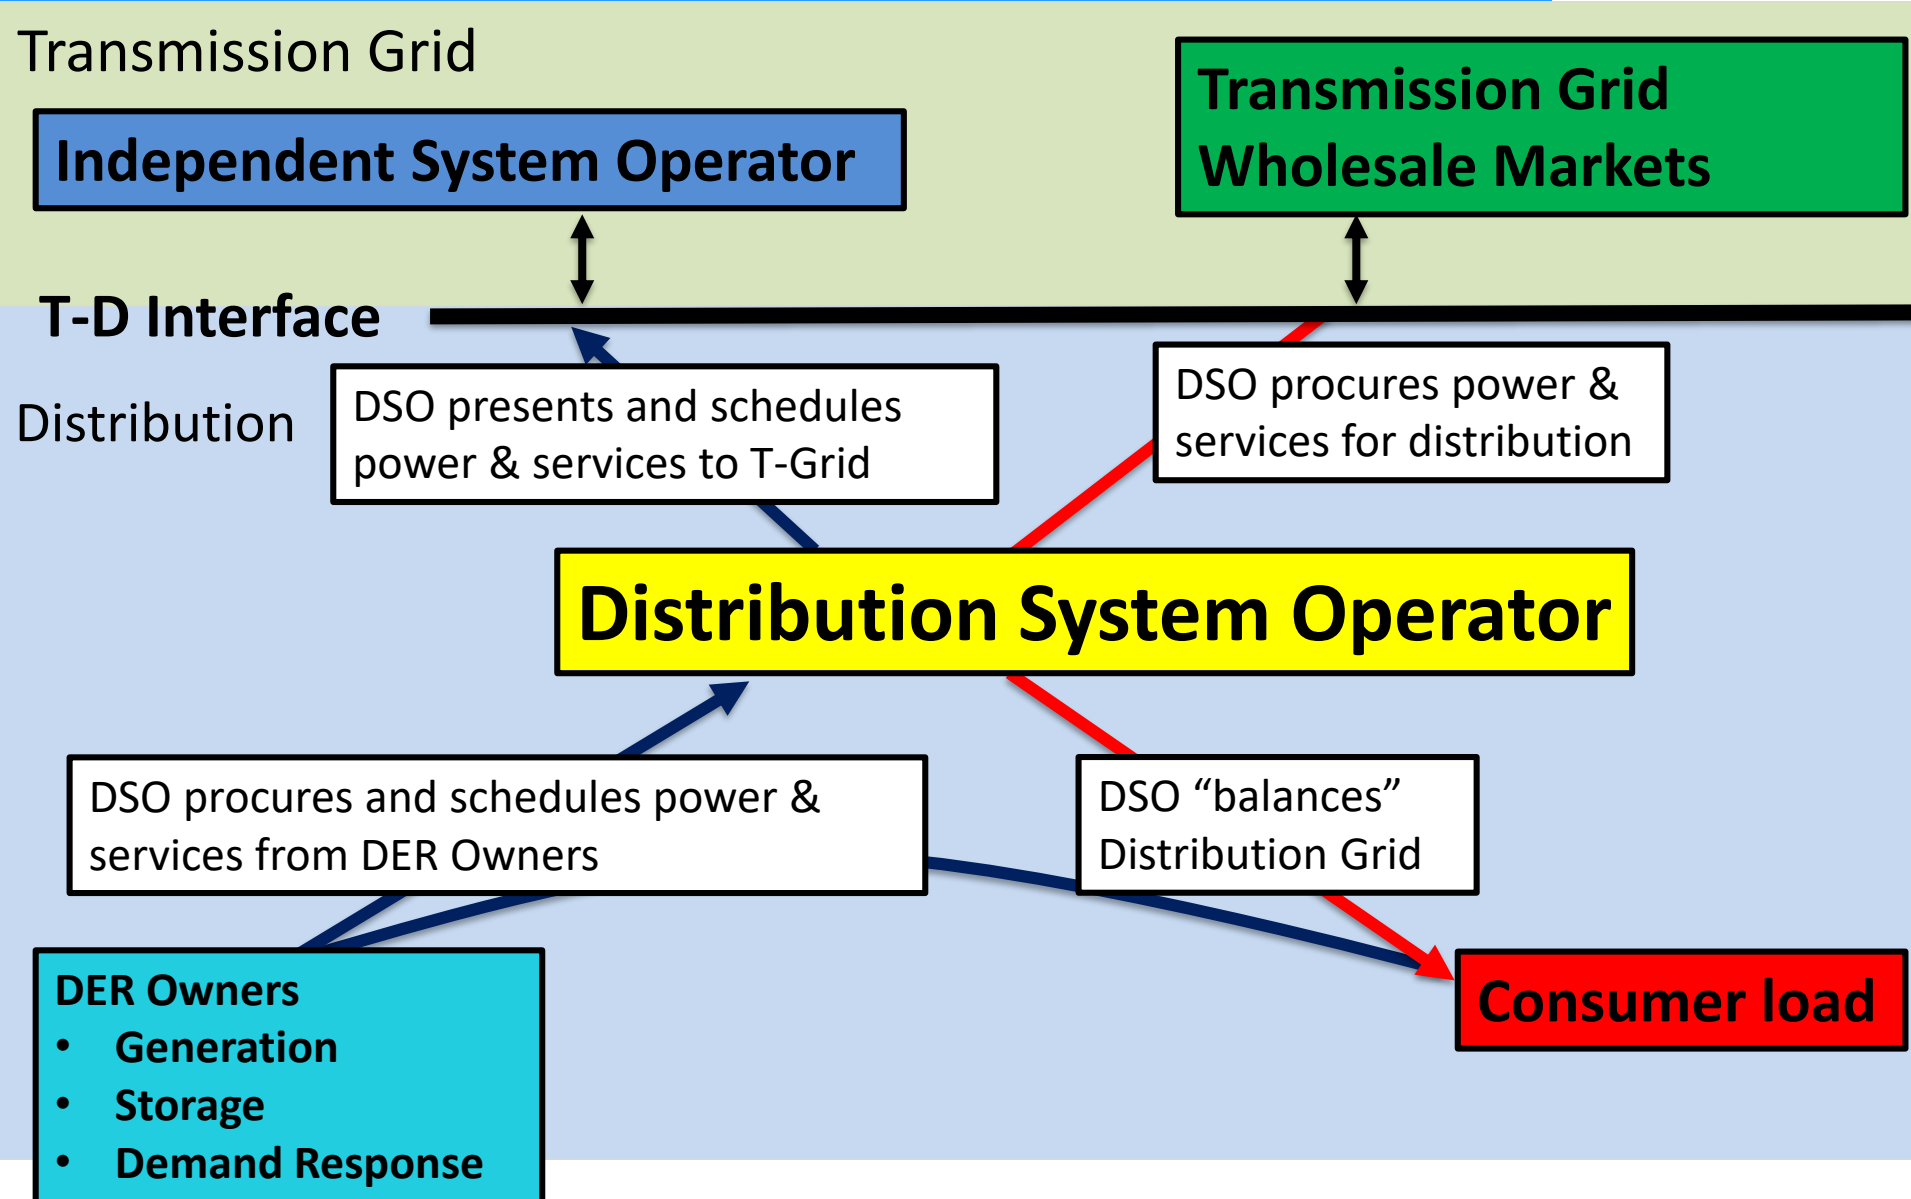 Transmission Grid
Transmission Grid
Wholesale Markets
Independent System Operator
T-D Interface
Distribution
DSO presents and schedules
power & services to T-Grid
DSO procures power &
services for distribution
Distribution System Operator
DSO procures and schedules power &
services from DER Owners
DSO “balances”
Distribution Grid
DER Owners
• Generation
• Storage
• Demand Response
Consumer load